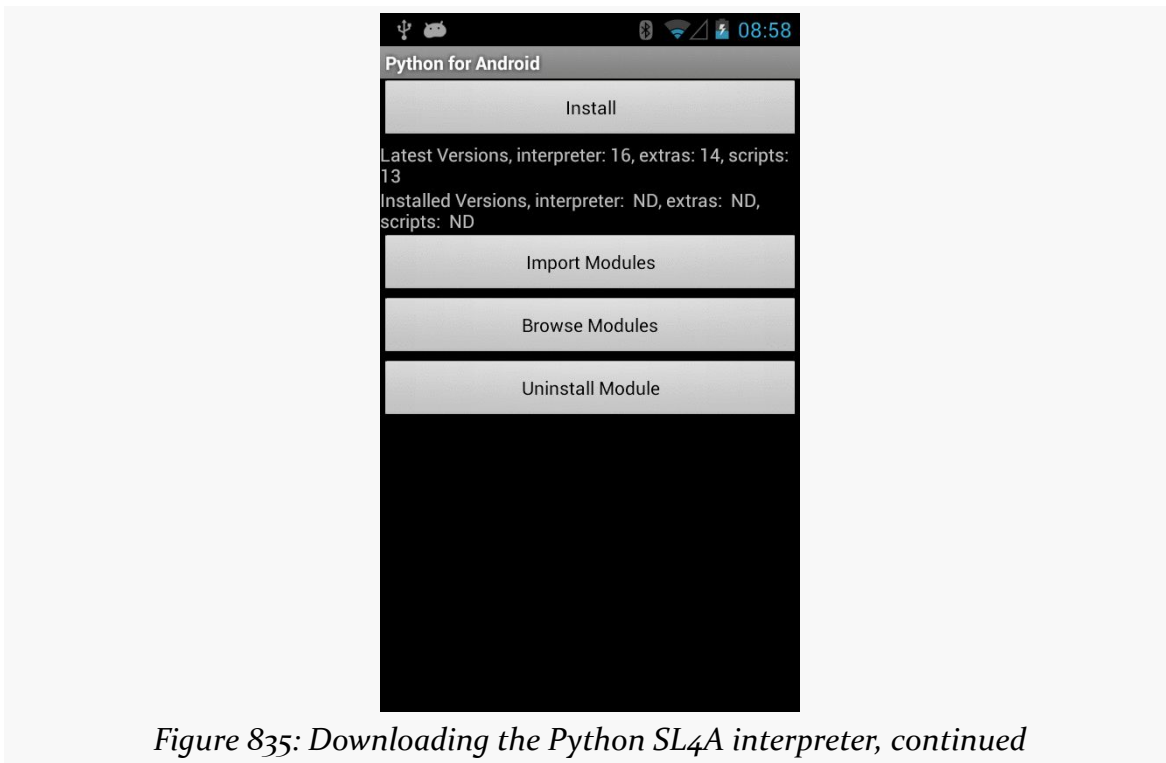 08:58
Python for Android
Install
Latest Versions, interpreter: 16, extras: 14, scripts:
13
Installed Versions, interpreter:  ND, extras:  ND,
scripts:  ND
Import Modules
Browse Modules
Uninstall Module
Figure 835: Downloading the Python SL4A interpreter, continued